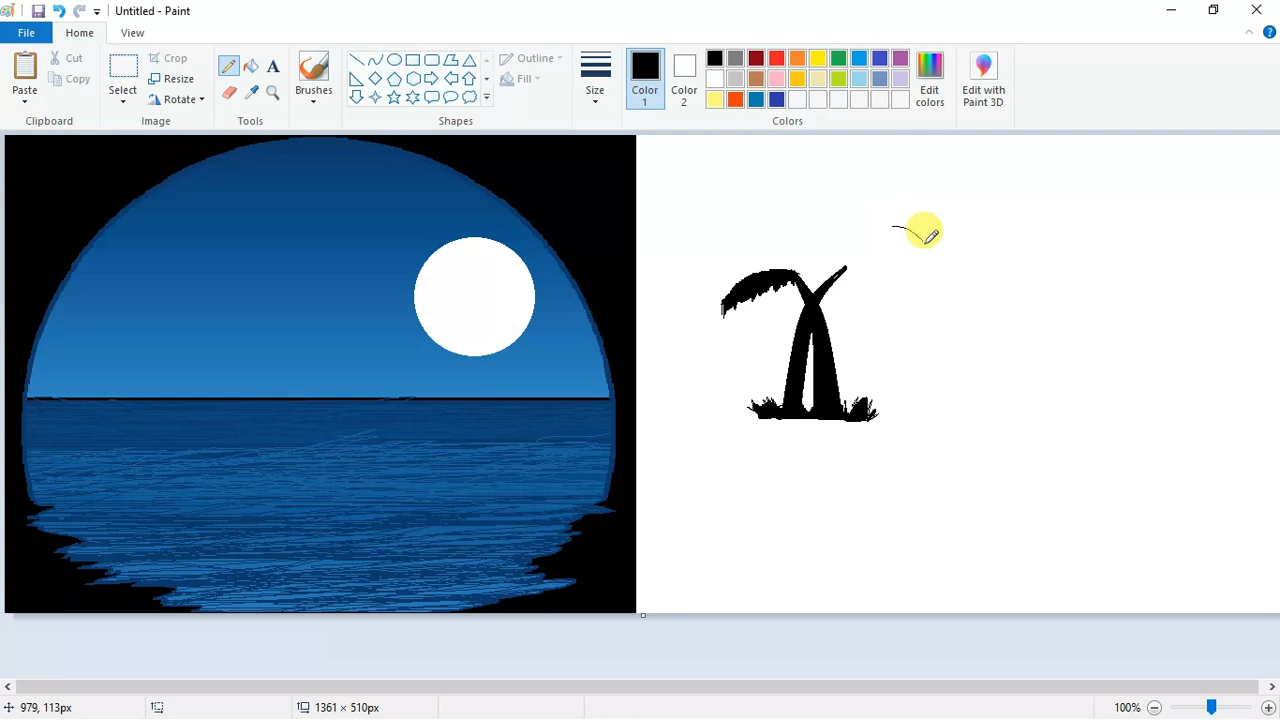 Untitled - Paint
File Home View
Paste
Cut
Copy
Clipboard
Select
Crop
Resize
Rotate
Image
Tools
Brushes
Outline
Fill
Shapes
Size
Color 1
Color 2
Edit colors
Colors
Edit with Paint 3D
979, 113px
1361 × 510px
100%